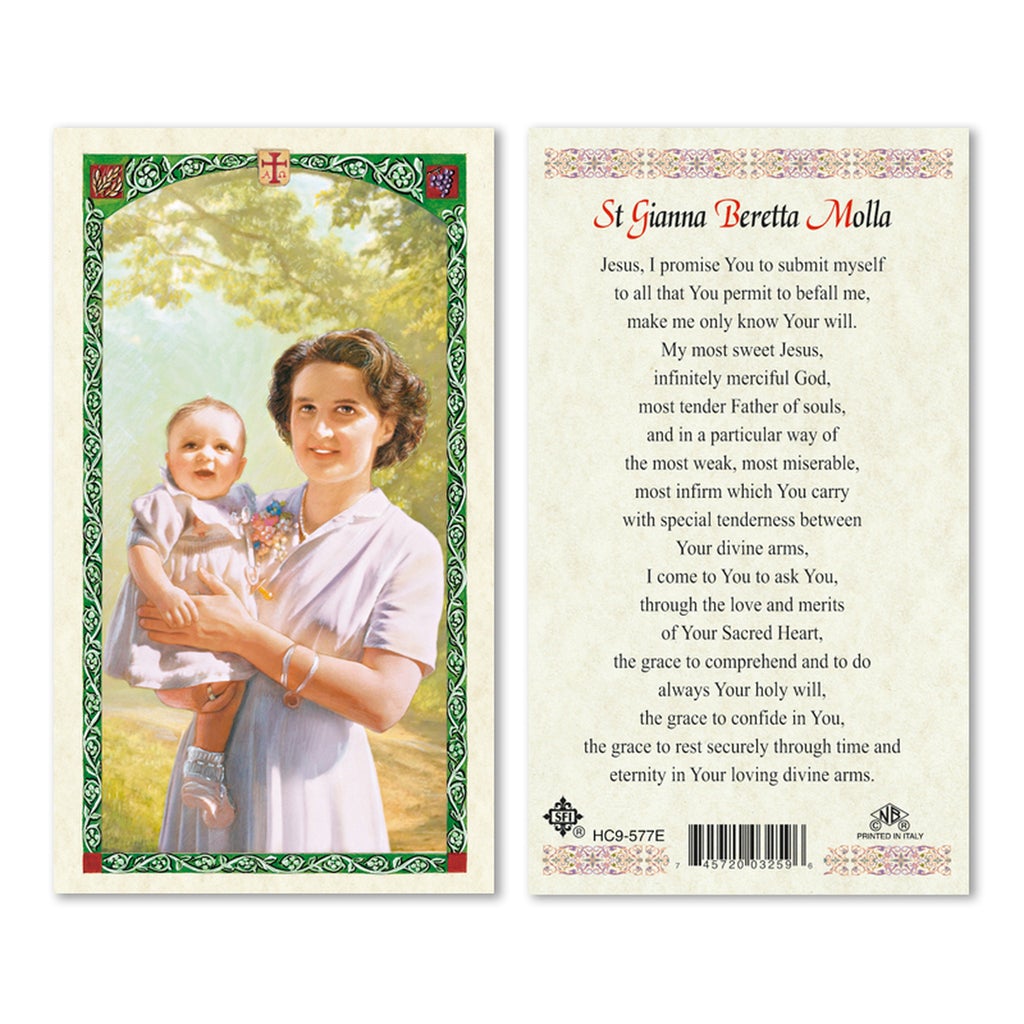 Α Ω
St Gianna Beretta Molla
Jesus, I promise You to submit myself
to all that You permit to befall me,
make me only know Your will.
My most sweet Jesus,
infinitely merciful God,
most tender Father of souls,
and in a particular way of
the most weak, most miserable,
most infirm which You carry
with special tenderness between
Your divine arms,
I come to You to ask You,
through the love and merits
of Your Sacred Heart,
the grace to comprehend and to do
always Your holy will,
the grace to confide in You,
the grace to rest securely through time and
eternity in Your loving divine arms.
SFI ®
HC9-577E
7 45720 03259 6
© NB ®
PRINTED IN ITALY